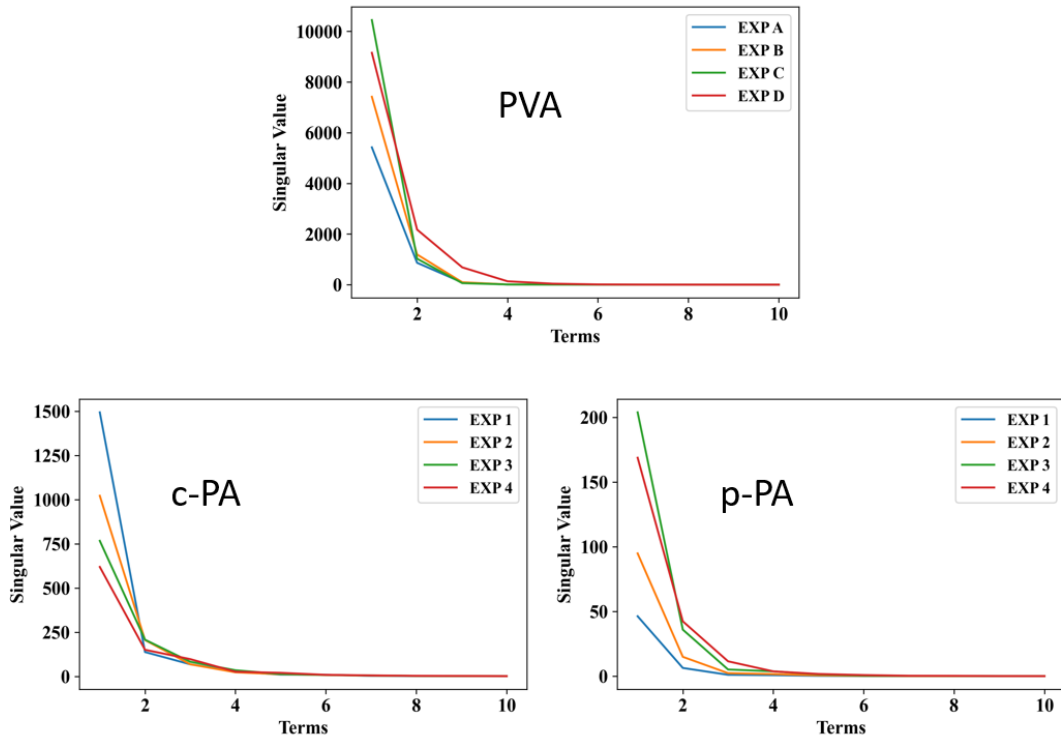 10000
8000
6000
4000
2000
0
Singular Value
PVA
EXP A
EXP B
EXP C
EXP D
2 4 6 8 10
Terms
1500
1250
1000
750
500
250
0
Singular Value
c-PA
EXP 1
EXP 2
EXP 3
EXP 4
2 4 6 8 10
Terms
200
150
100
50
0
Singular Value
p-PA
EXP 1
EXP 2
EXP 3
EXP 4
2 4 6 8 10
Terms